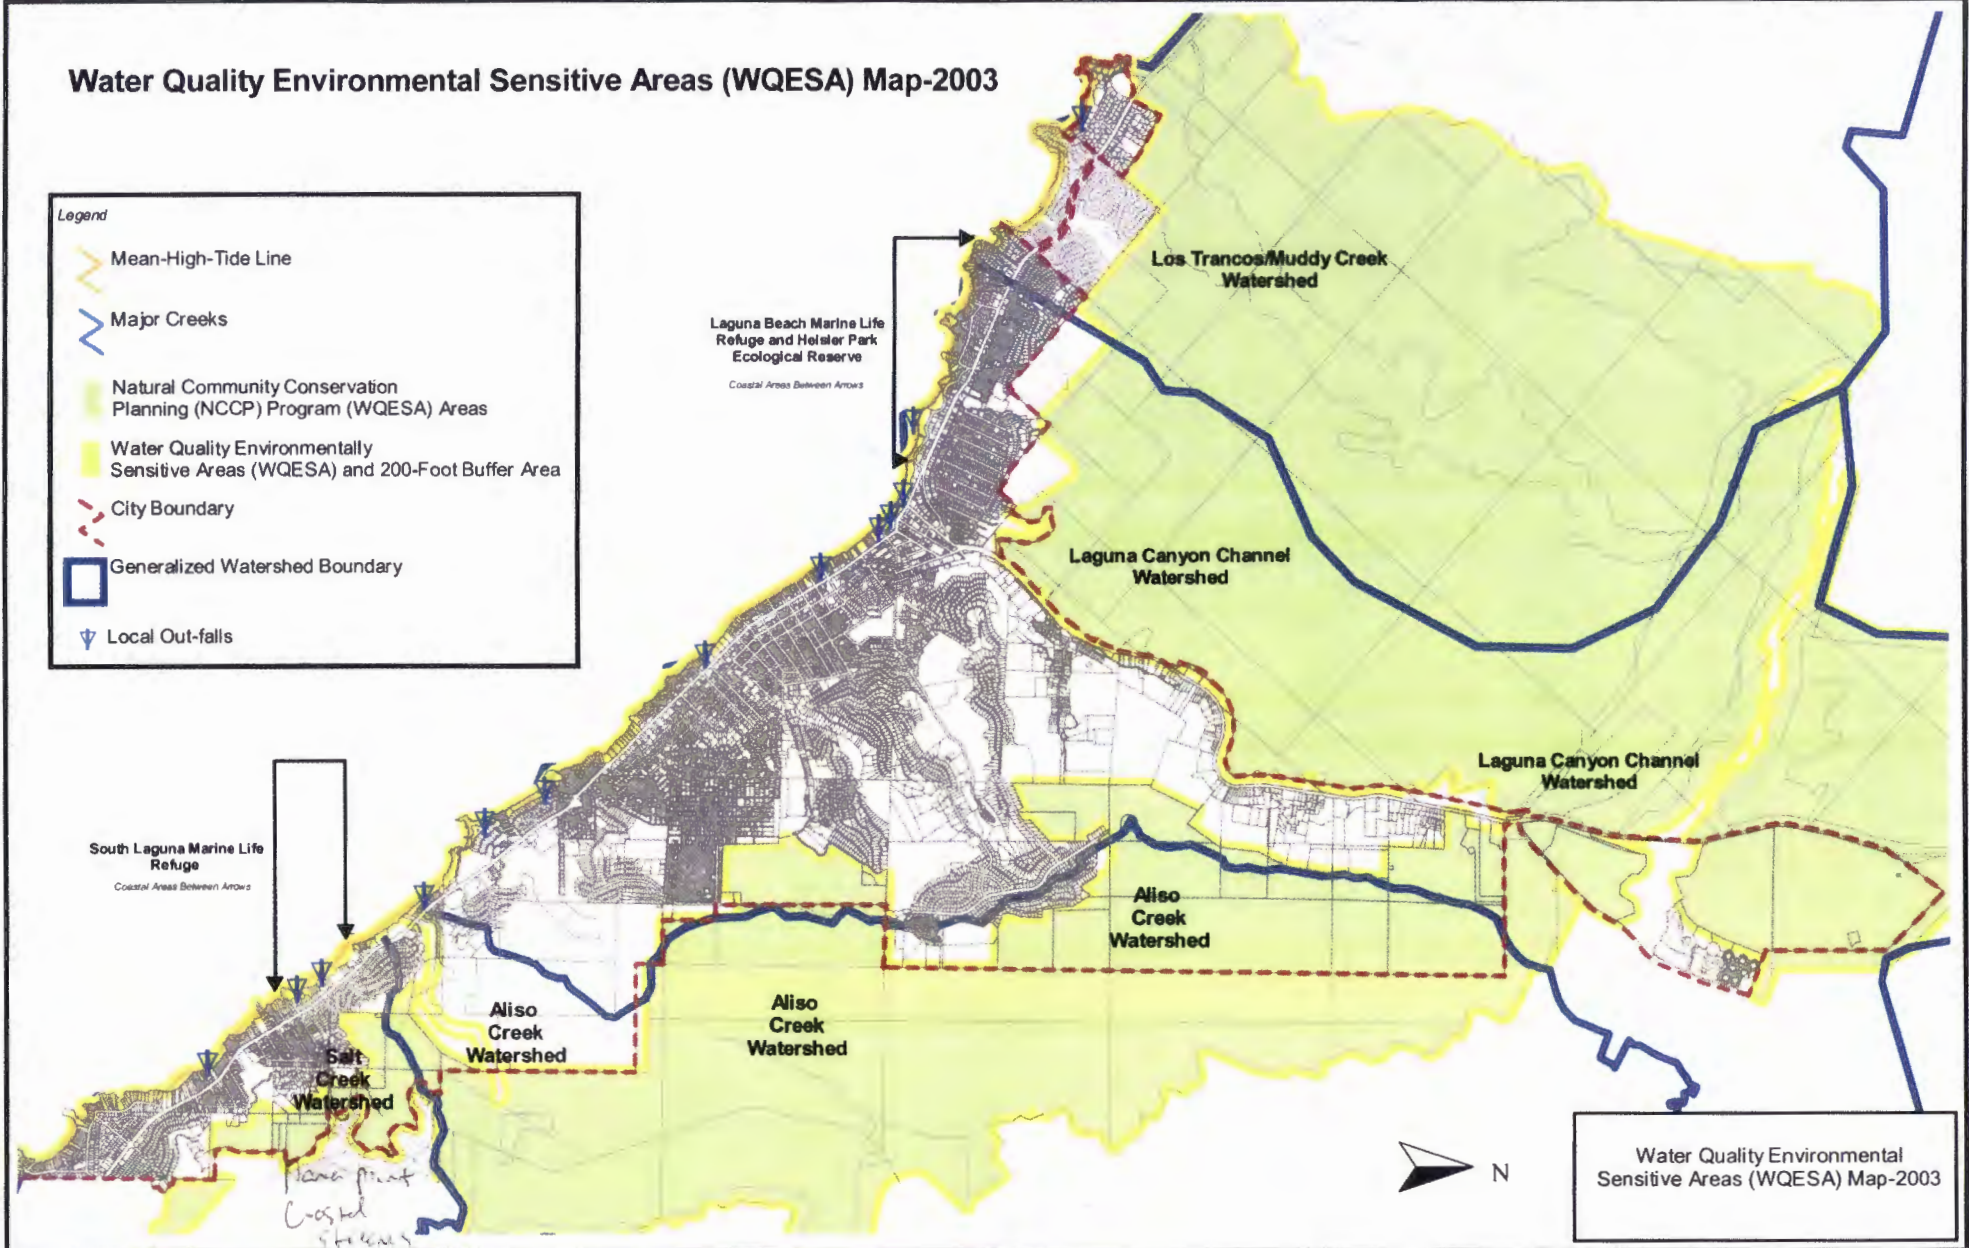 Water Quality Environmental Sensitive Areas (WQESA) Map-2003
Legend
Mean-High-Tide Line
Major Creeks
Natural Community Conservation
Planning (NCCP) Program (WQESA) Areas
Water Quality Environmentally
Sensitive Areas (WQESA) and 200-Foot Buffer Area
City Boundary
Generalized Watershed Boundary
Local Out-falls
Laguna Beach Marine Life
Refuge and Heisler Park
Ecological Reserve
Coastal Areas Between Arrows
Los Trancos/Muddy Creek
Watershed
Laguna Canyon Channel
Watershed
Laguna Canyon Channel
Watershed
South Laguna Marine Life
Refuge
Coastal Areas Between Arrows
Aliso
Creek
Watershed
Aliso
Creek
Watershed
Aliso
Creek
Watershed
Salt
Creek
Watershed
point
N
Water Quality Environmental
Sensitive Areas (WQESA) Map-2003